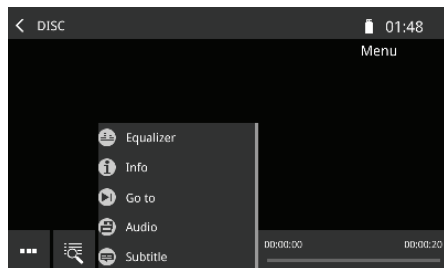 DISC
01:48
Menu
Equalizer
Info
Go to
Audio
Subtitle
00:00:00
00:00:20